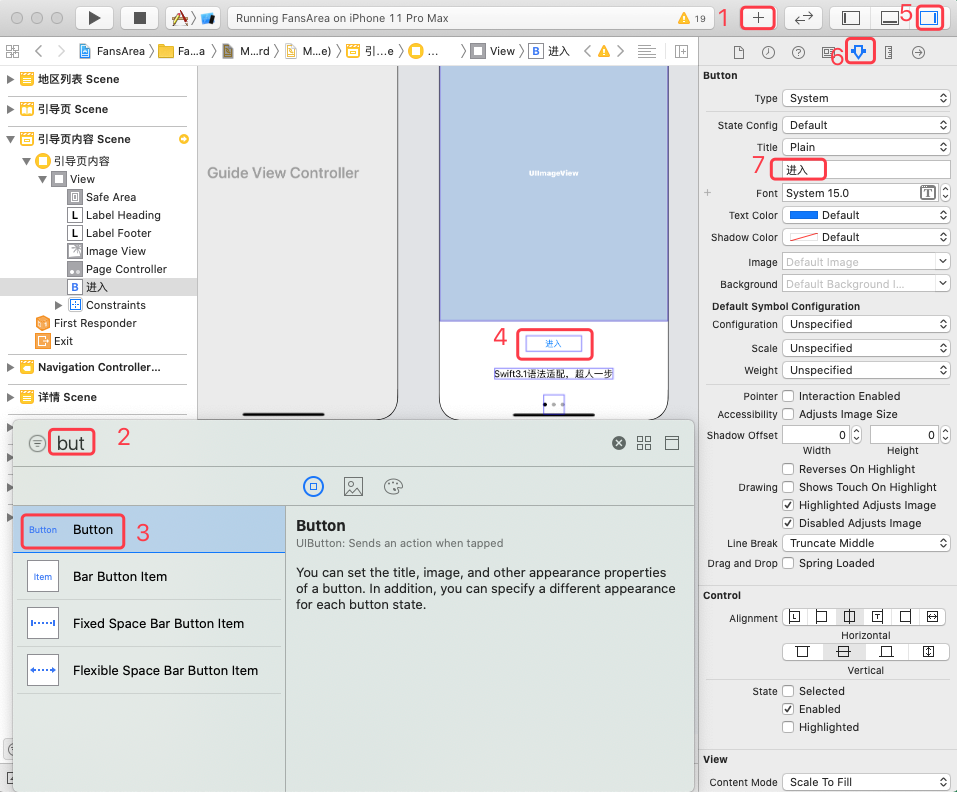 Running FansArea on iPhone 11 Pro Max
19
1
5
FansArea
Fa...a
M...rd
M...e)
引...e
...
View
B
进入
6
地区列表 Scene
引导页 Scene
引导页内容 Scene
引导页内容
View
Safe Area
L Label Heading
L Label Footer
Image View
Page Controller
B 进入
Constraints
First Responder
Exit
Navigation Controller...
详情 Scene
Guide View Controller
UIImageView
4
进入
Swift3.1语法适配，超人一步
but
2
Button
Button
3
Item
Bar Button Item
Fixed Space Bar Button Item
Flexible Space Bar Button Item
Button
UIButton: Sends an action when tapped
You can set the title, image, and other appearance properties
of a button. In addition, you can specify a different appearance
for each button state.
Button
Type System
State Config Default
Title Plain
7 进入
Font System 15.0 T
Text Color Default
Shadow Color Default
Image Default Image
Background Default Background I...
Default Symbol Configuration
Configuration Unspecified
Scale Unspecified
Weight Unspecified
Pointer Interaction Enabled
Accessibility Adjusts Image Size
Shadow Offset 0 0
Width Height
Reverses On Highlight
Drawing Shows Touch On Highlight
Highlighted Adjusts Image
Disabled Adjusts Image
Line Break Truncate Middle
Drag and Drop Spring Loaded
Control
Alignment
Horizontal
Vertical
State Selected
Enabled
Highlighted
View
Content Mode Scale To Fill